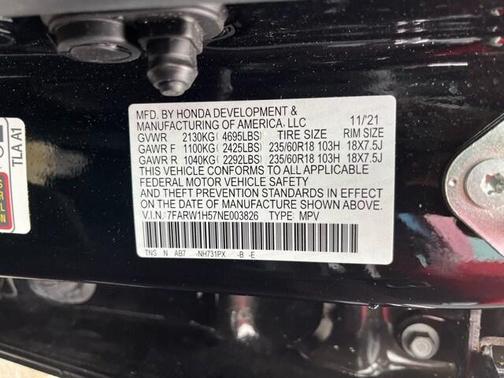 MFD. BY HONDA DEVELOPMENT &
MANUFACTURING OF AMERICA, LLC 11/'21
GVWR 2130KG (4695LBS) TIRE SIZE RIM SIZE
GAWR F 1100KG (2425LBS) 235/60R18 103H 18X7.5J
GAWR R 1040KG (2292LBS) 235/60R18 103H 18X7.5J
THIS VEHICLE CONFORMS TO ALL APPLICABLE
FEDERAL MOTOR VEHICLE SAFETY
AND THEFT PREVENTION STANDARDS IN EFFECT
ON THE DATE OF MANUFACTURE SHOWN ABOVE.
V.I.N. 7FARW1H57NE003826 TYPE: MPV
TNS N AB7 -NH731PX -B -E
TLA A1